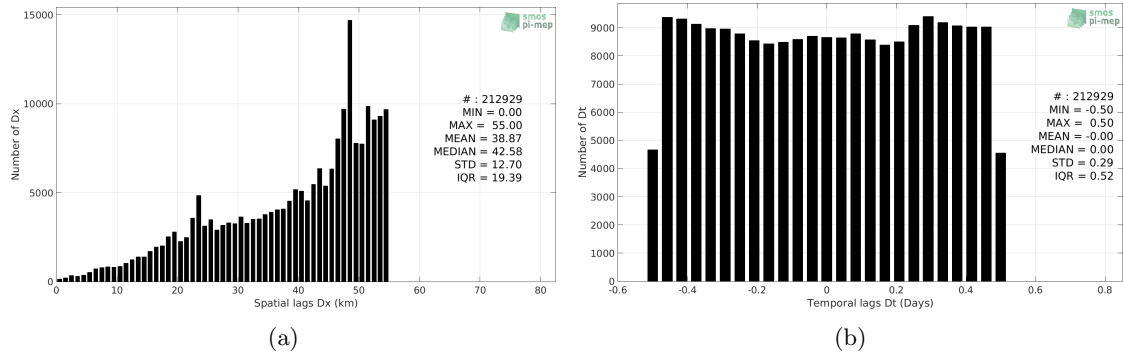 smos
pi-mep
15000
10000
5000
0
Number of Dx
# : 212929
MIN = 0.00
MAX = 55.00
MEAN = 38.87
MEDIAN = 42.58
STD = 12.70
IQR = 19.39
0 10 20 30 40 50 60 70 80
Spatial lags Dx (km)
(a)
smos
pi-mep
9000
8000
7000
6000
5000
4000
3000
2000
1000
0
Number of Dt
# : 212929
MIN = -0.50
MAX = 0.50
MEAN = -0.00
MEDIAN = 0.00
STD = 0.29
IQR = 0.52
-0.6 -0.4 -0.2 0 0.2 0.4 0.6 0.8
Temporal lags Dt (Days)
(b)